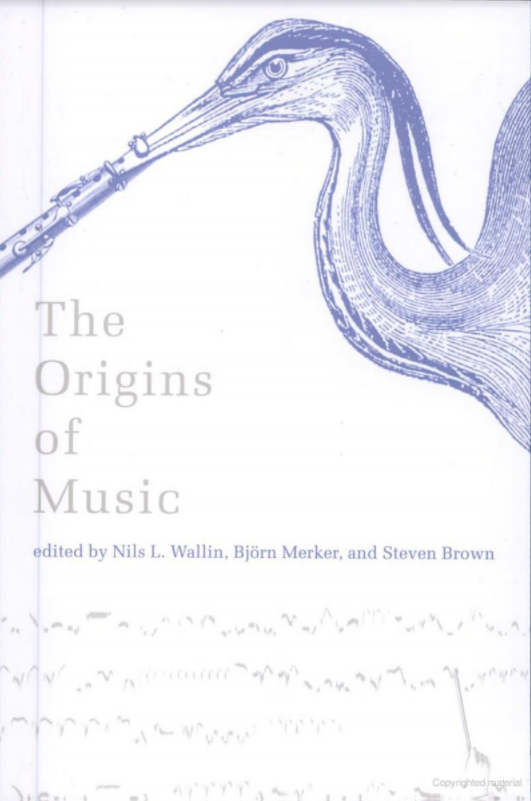 The
Origins
of
Music
edited by Nils L. Wallin, Björn Merker, and Steven Brown
Copyrighted material